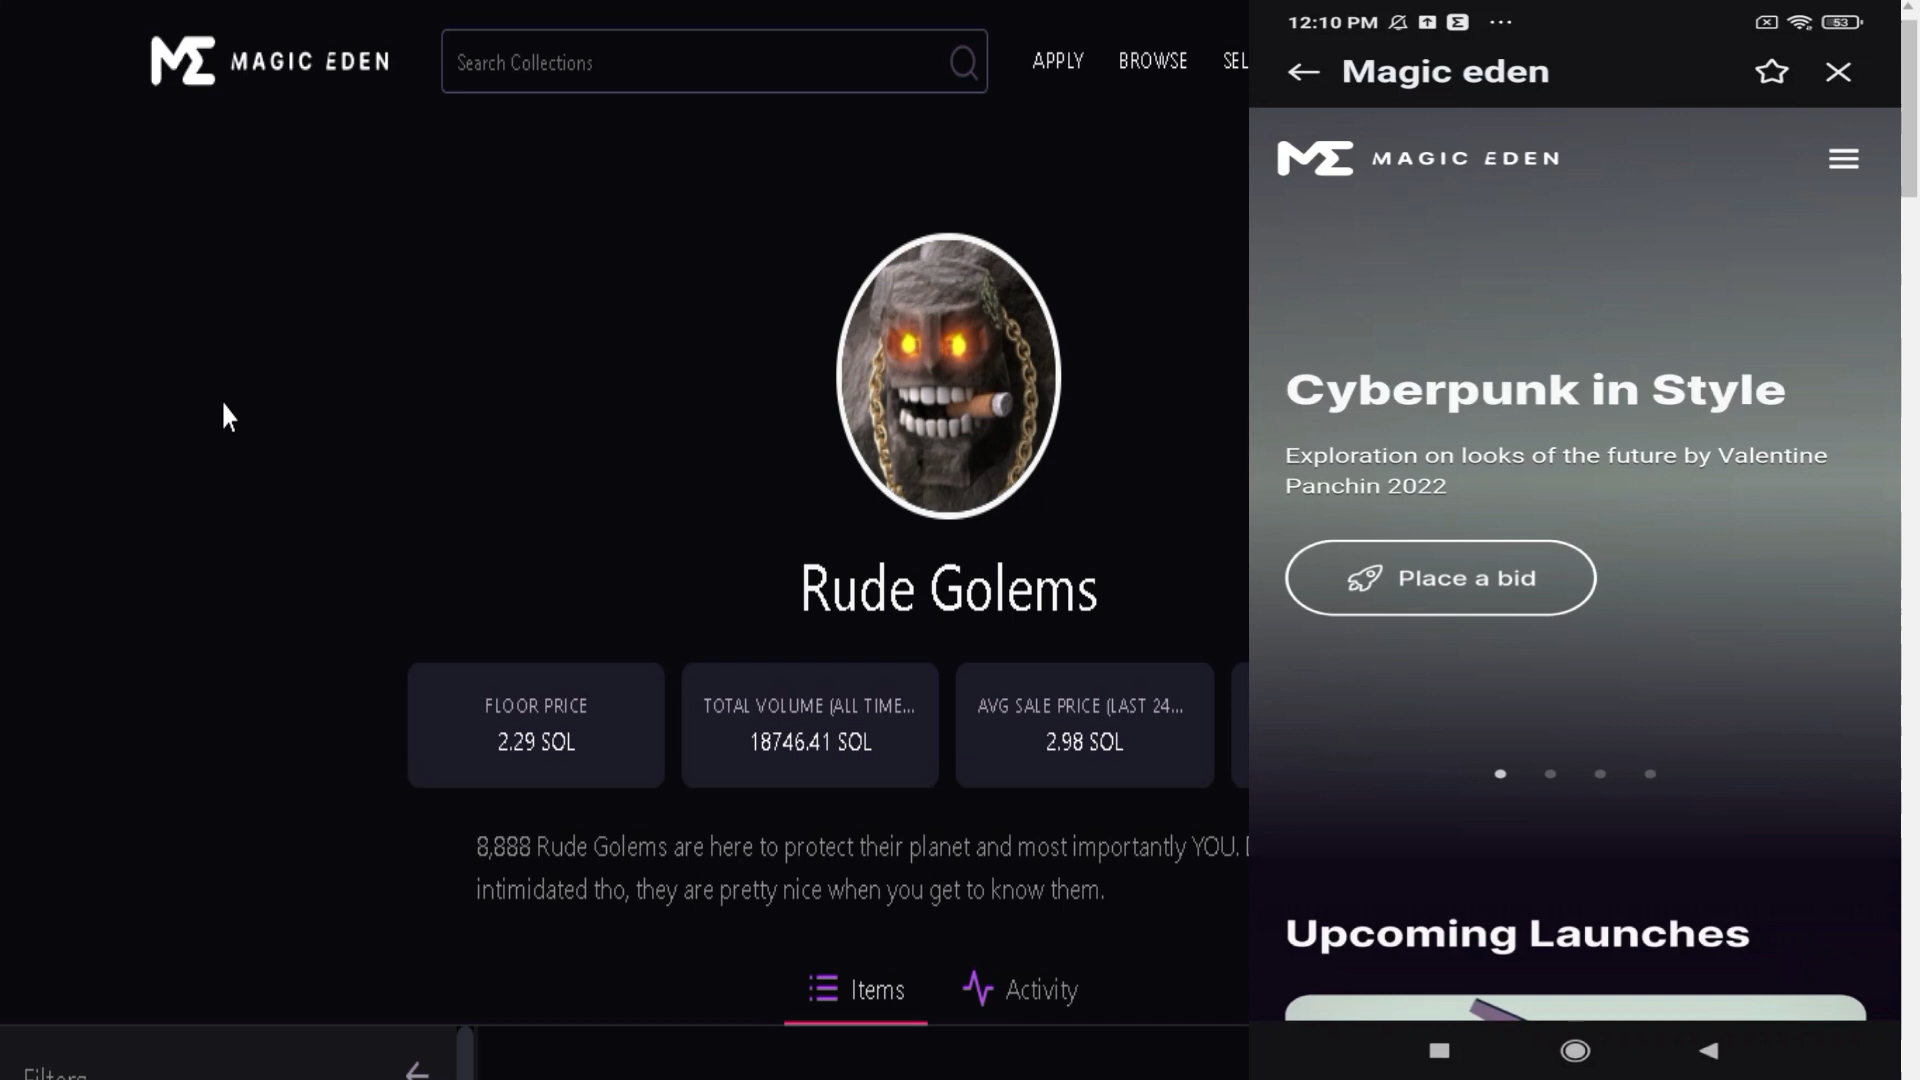 MAGIC EDEN
Search Collections
APPLY
BROWSE
SEL
Rude Golems
FLOOR PRICE
2.29 SOL
TOTAL VOLUME (ALL TIME...
18746.41 SOL
AVG SALE PRICE (LAST 24...
2.98 SOL
8,888 Rude Golems are here to protect their planet and most importantly YOU.
intimidated tho, they are pretty nice when you get to know them.
Items
Activity
Filters
12:10 PM
53
Magic eden
MAGIC EDEN
Cyberpunk in Style
Exploration on looks of the future by Valentine
Panchin 2022
Place a bid
Upcoming Launches